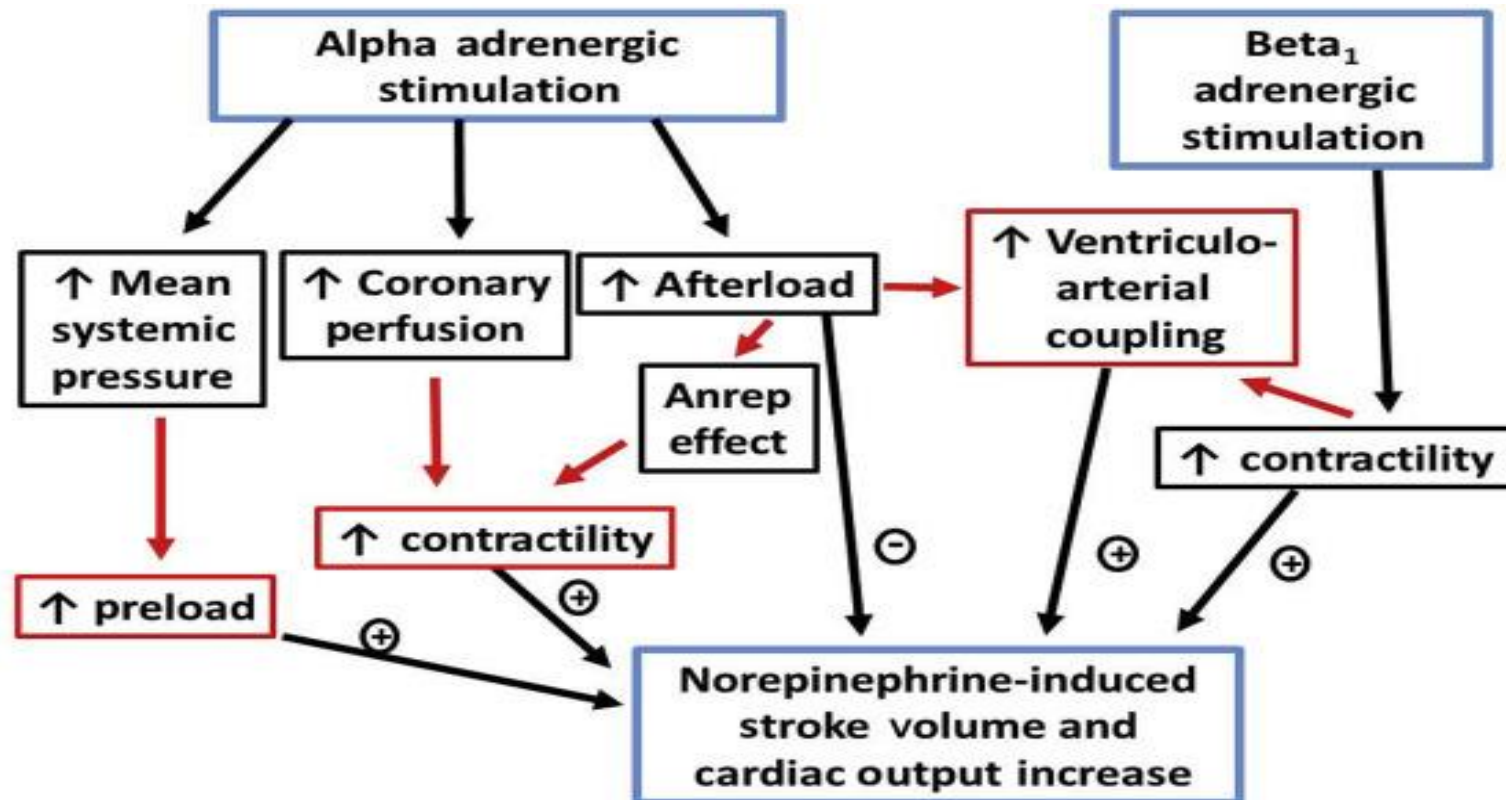 Alpha adrenergic
stimulation
Beta₁
adrenergic
stimulation
↑ Mean
systemic
pressure
↑ Coronary
perfusion
↑ Afterload
↑ Ventriculo-
arterial
coupling
Anrep
effect
↑ contractility
↑ contractility
↑ preload
+
+
-
+
+
Norepinephrine-induced
stroke volume and
cardiac output increase